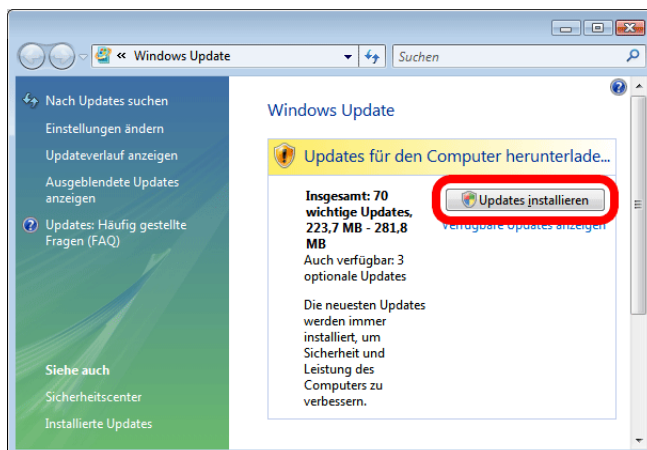 « Windows Update
Suchen
Nach Updates suchen
Einstellungen ändern
Updateverlauf anzeigen
Ausgeblendete Updates
anzeigen
Updates: Häufig gestellte
Fragen (FAQ)
Siehe auch
Sicherheitscenter
Installierte Updates
Windows Update
Updates für den Computer herunterlade...
Insgesamt: 70
wichtige Updates,
223,7 MB - 281,8
MB
Auch verfügbar: 3
optionale Updates
Updates installieren
Verfügbare Updates anzeigen
Die neuesten Updates
werden immer
installiert, um
Sicherheit und
Leistung des
Computers zu
verbessern.